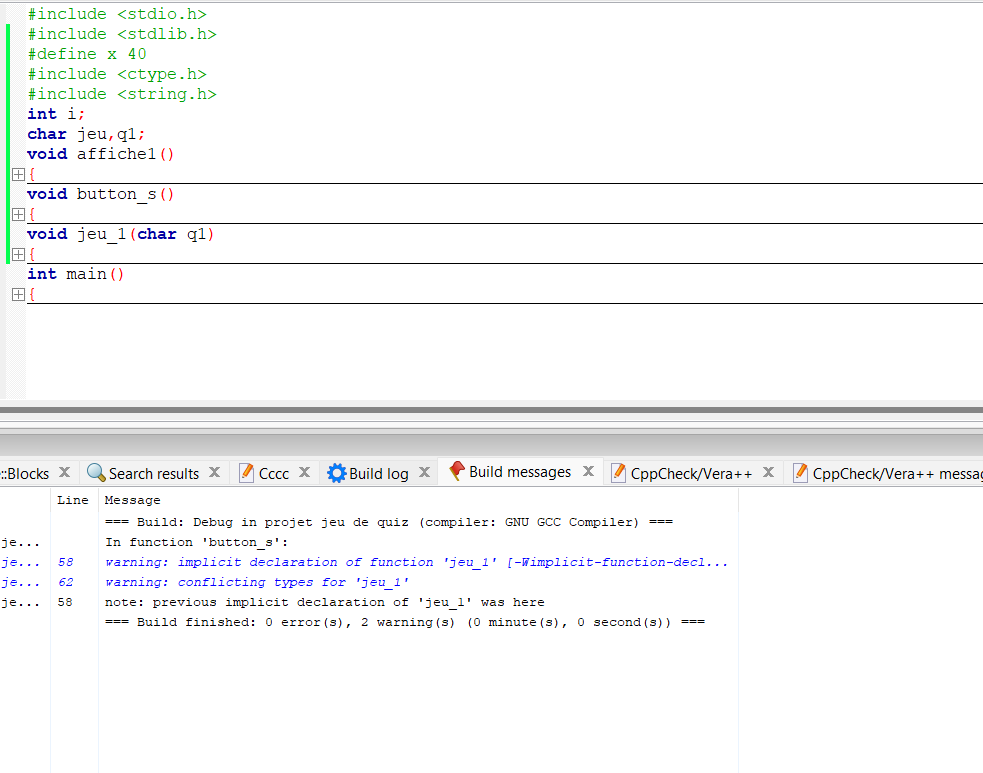 #include <stdio.h>
#include <stdlib.h>
#define x 40
#include <ctype.h>
#include <string.h>
int i;
char jeu,q1;
void affiche1()
{
void button_s()
{
void jeu_1(char q1)
{
int main()
{
::Blocks X Search results X Cccc X Build log X Build messages X CppCheck/Vera++ X CppCheck/Vera++ messag
Line Message
=== Build: Debug in projet jeu de quiz (compiler: GNU GCC Compiler) ===
je... In function 'button_s':
je... 58 warning: implicit declaration of function 'jeu_1' [-Wimplicit-function-decl...
je... 62 warning: conflicting types for 'jeu_1'
je... 58 note: previous implicit declaration of 'jeu_1' was here
=== Build finished: 0 error(s), 2 warning(s) (0 minute(s), 0 second(s)) ===